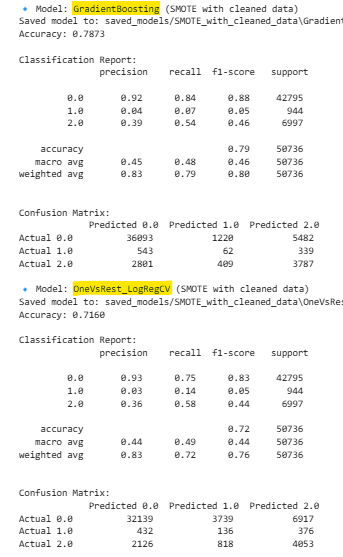 Model: GradientBoosting (SMOTE with cleaned data)
Saved model to: saved_models/SMOTE_with_cleaned_data\Gradient
Accuracy: 0.7873
Classification Report:
precision recall f1-score support
0.0 0.92 0.84 0.88 42795
1.0 0.04 0.07 0.05 944
2.0 0.39 0.54 0.46 6997
accuracy 0.79 50736
macro avg 0.45 0.48 0.46 50736
weighted avg 0.83 0.79 0.80 50736
Confusion Matrix:
Predicted 0.0 Predicted 1.0 Predicted 2.0
Actual 0.0 36093 1220 5482
Actual 1.0 543 62 339
Actual 2.0 2801 409 3787
Model: OneVsRest_LogRegCV (SMOTE with cleaned data)
Saved model to: saved_models/SMOTE_with_cleaned_data\OneVsRes
Accuracy: 0.7160
Classification Report:
precision recall f1-score support
0.0 0.93 0.75 0.83 42795
1.0 0.03 0.14 0.05 944
2.0 0.36 0.58 0.44 6997
accuracy 0.72 50736
macro avg 0.44 0.49 0.44 50736
weighted avg 0.83 0.72 0.76 50736
Confusion Matrix:
Predicted 0.0 Predicted 1.0 Predicted 2.0
Actual 0.0 32139 3739 6917
Actual 1.0 432 136 376
Actual 2.0 2126 818 4053